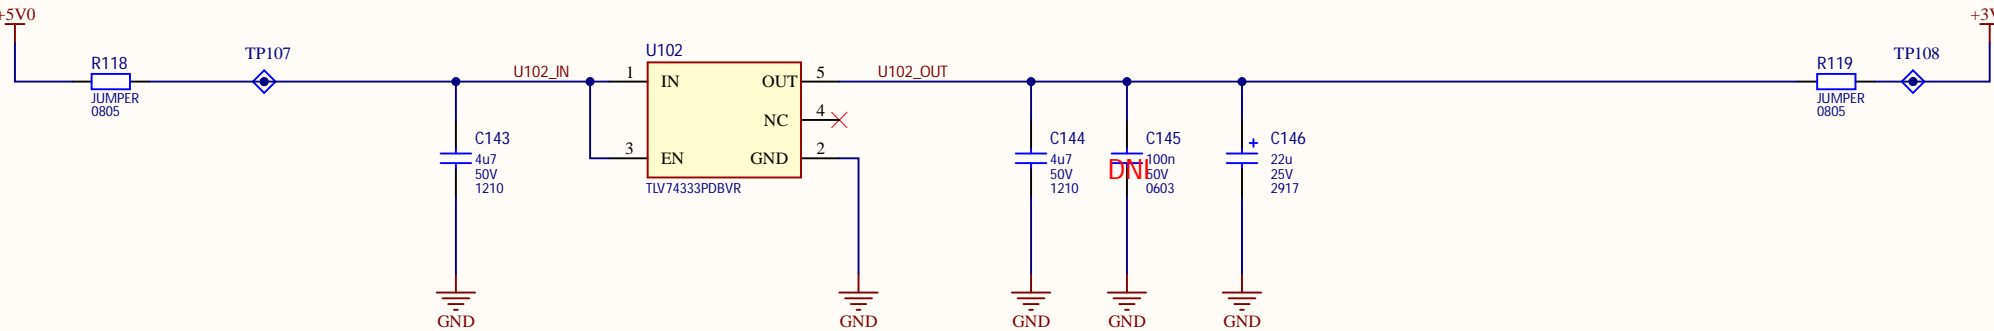 +5V0
R118
JUMPER
0805
TP107
U102_IN
C143
4u7
50V
1210
U102
1 IN
3 EN
OUT 5
NC 4
GND 2
TLV74333PDBVR
U102_OUT
C144
4u7
50V
1210
C145
100n
50V
0603
DNI
C146
+
22u
25V
2917
R119
JUMPER
0805
TP108
GND
GND
GND
GND
GND